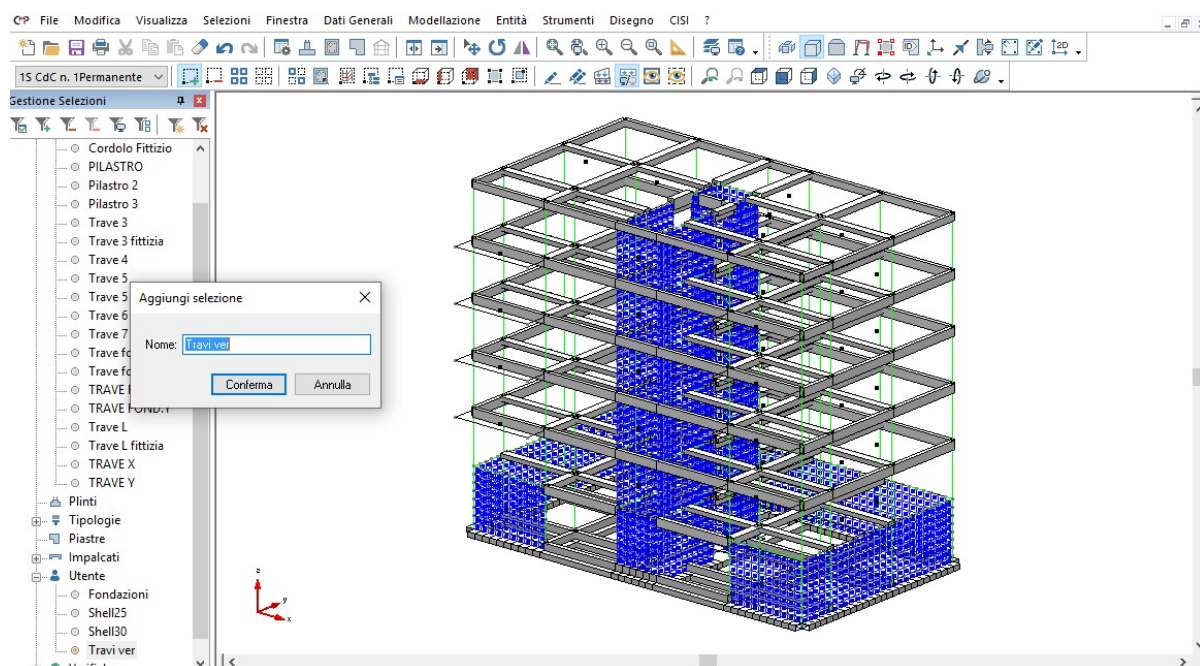 File Modifica Visualizza Selezioni Finestra Dati Generali Modellazione Entità Strumenti Disegno CISI ?
1S CdC n. 1Permanente
Gestione Selezioni
Cordolo Fittizio
PILASTRO
Pilastro 2
Pilastro 3
Trave 3
Trave 3 fittizia
Trave 4
Trave 5
Trave 5
Aggiungi selezione
Trave 6
Trave 7
Nome: Travi ver
Trave fo
Trave fo
Conferma Annulla
TRAVE
TRAVE FOND.Y
Trave L
Trave L fittizia
TRAVE X
TRAVE Y
Plinti
Tipologie
Piastre
Impalcati
Utente
Fondazioni
Shell25
Shell30
Travi ver
z
y
x